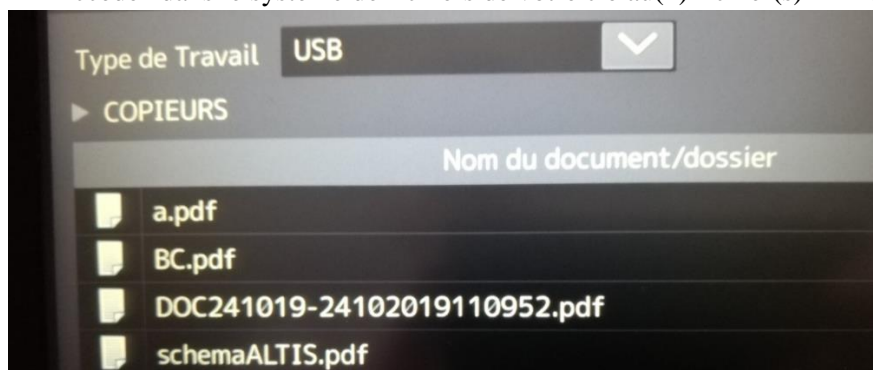 Type de Travail USB
COPIEURS
Nom du document/dossier
a.pdf
BC.pdf
DOC241019-24102019110952.pdf
schemaALTIS.pdf